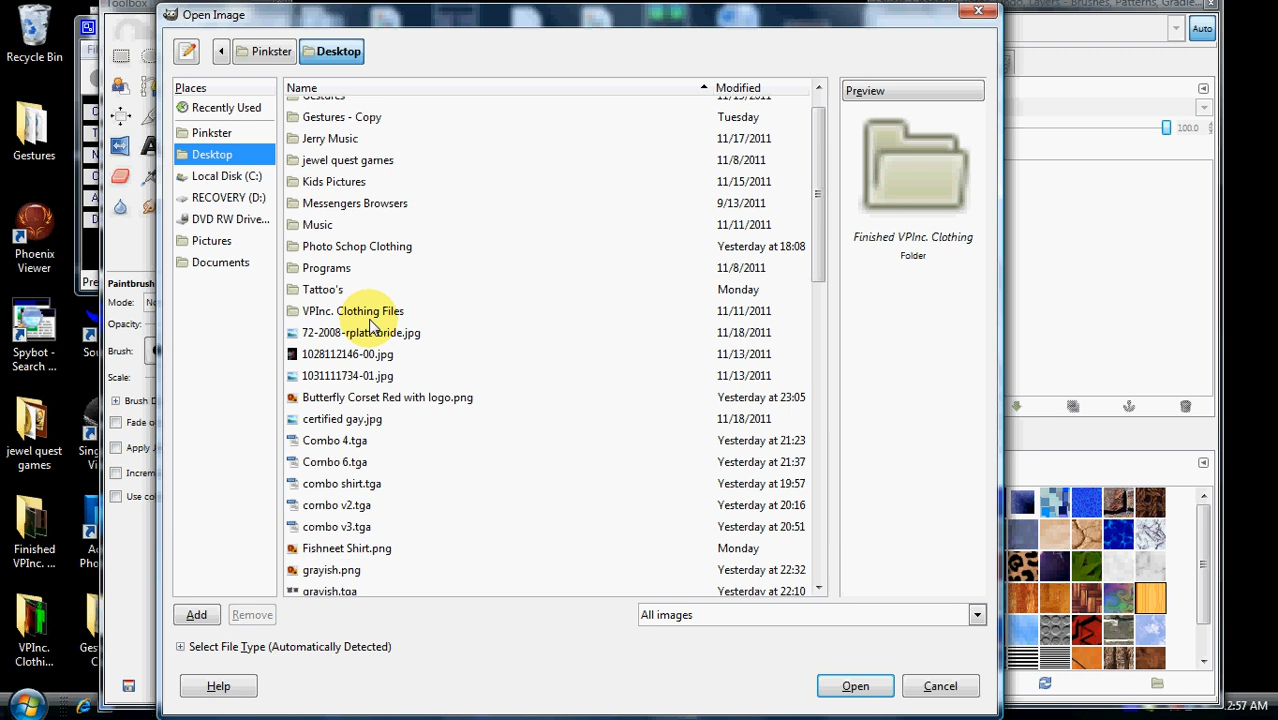 Toolbox
Layers - Brushes, Patterns, Gradie
Open Image
Recycle Bin
Gestures
Phoenix
Viewer
Spybot -
Search ...
jewel quest
games
Finished
VPInc. ...
VPInc.
Clothi...
Auto
100.0
Pinkster
Desktop
Places
Name
Modified
Preview
Recently Used
Pinkster
Desktop
Local Disk (C:)
RECOVERY (D:)
DVD RW Drive...
Pictures
Documents
Gestures 11/15/2011
Gestures - Copy Tuesday
Jerry Music 11/17/2011
jewel quest games 11/8/2011
Kids Pictures 11/15/2011
Messengers Browsers 9/13/2011
Music 11/11/2011
Photo Schop Clothing Yesterday at 18:08
Programs 11/8/2011
Tattoo's Monday
VPInc. Clothing Files 11/11/2011
72-2008-rplatt-bride.jpg 11/18/2011
1028112146-00.jpg 11/13/2011
1031111734-01.jpg 11/13/2011
Butterfly Corset Red with logo.png Yesterday at 23:05
certified gay.jpg 11/18/2011
Combo 4.tga Yesterday at 21:23
Combo 6.tga Yesterday at 21:37
combo shirt.tga Yesterday at 19:57
combo v2.tga Yesterday at 20:16
combo v3.tga Yesterday at 20:51
Fishneet Shirt.png Monday
grayish.png Yesterday at 22:32
grayish.tga Yesterday at 22:10
Finished VPInc. Clothing
Folder
Paintbrush
Mode:
Opacity:
Brush:
Scale:
Brush D
Fade o
Apply J
Increm
Use co
Add
Remove
All images
Select File Type (Automatically Detected)
Help
Open
Cancel
2:57 AM